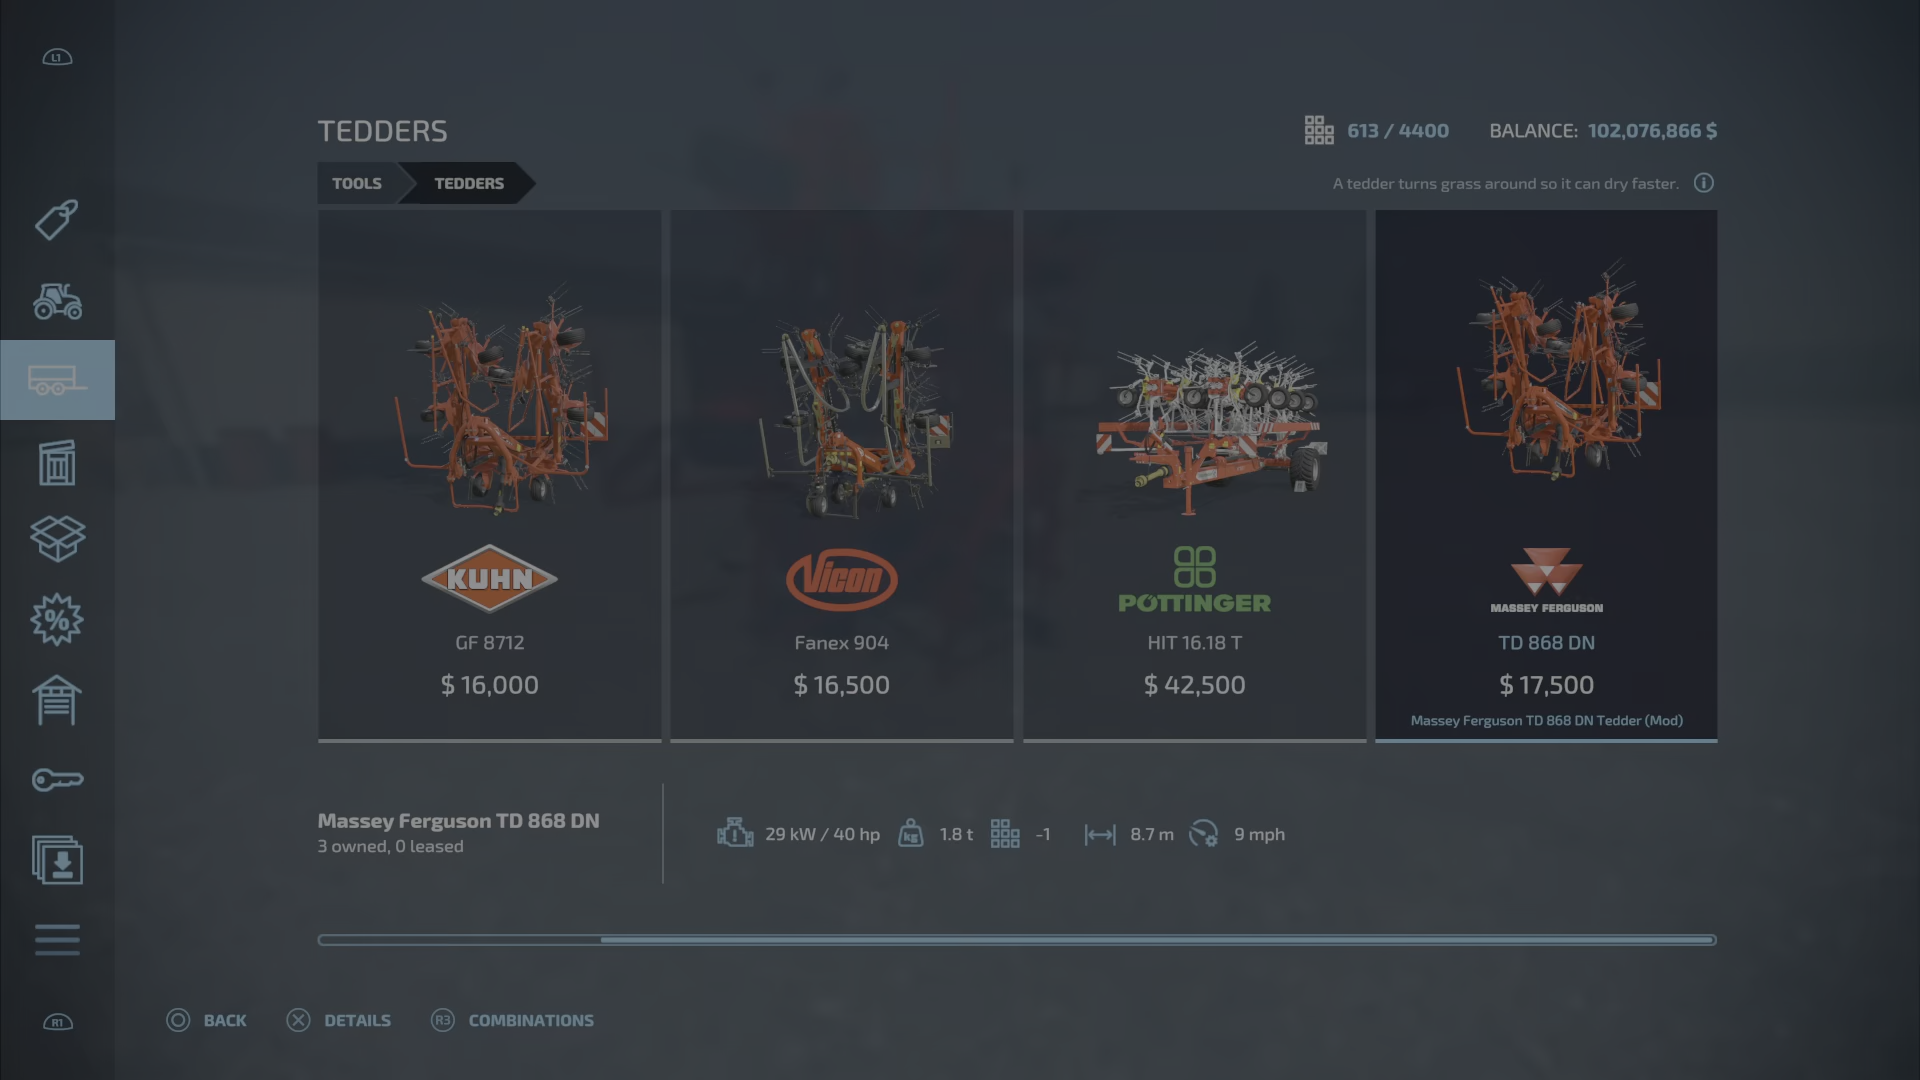 L1
TEDDERS
613 / 4400
BALANCE: 102,076,866 $
TOOLS
TEDDERS
A tedder turns grass around so it can dry faster.
KUHN
GF 8712
$ 16,000
Vicon
Fanex 904
$ 16,500
PÖTTINGER
HIT 16.18 T
$ 42,500
MASSEY FERGUSON
TD 868 DN
$ 17,500
Massey Ferguson TD 868 DN Tedder (Mod)
Massey Ferguson TD 868 DN
3 owned, 0 leased
29 kW / 40 hp
kg
1.8 t
-1
8.7 m
9 mph
R1
BACK
DETAILS
R3
COMBINATIONS